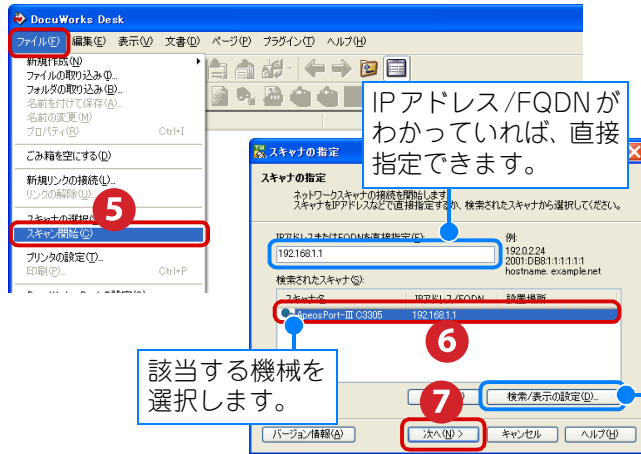 DocuWorks Desk
ファイル(F) 編集(E) 表示(V) 文書(D) ページ(P) プラグイン(T) ヘルプ(H)
新規作成(N)
ファイルの取り込み(I)...
フォルダの取り込み(B)...
名前を付けて保存(A)...
名前の変更(M)
プロパティ(R) Ctrl+I
ごみ箱を空にする(D)
新規リンクの接続(L)...
リンクの解除(U)...
スキャナの選択
5
スキャン開始(C)
プリンタの設定(T)...
印刷(P)... Ctrl+P
IPアドレス/FQDNが
わかっていれば、直接
指定できます。
スキャナの指定
スキャナの指定
ネットワークスキャナの接続を開始します
スキャナをIPアドレスなどで直接指定するか、検索されたスキャナから選択してください。
IPアドレスまたはFQDNを直接指定(E):
192.168.1.1
例:
192.0.2.24
2001:DB8:1:1:1:1:1:1
hostname. example.net
検索されたスキャナ(S):
スキャナ名 IPアドレス/FQDN 設置場所
ApeosPort-III C3305 192.168.1.1
6
該当する機械を
選択します。
7
検索/表示の設定(D)...
バージョン情報(A) 次へ(N) > キャンセル ヘルプ(H)